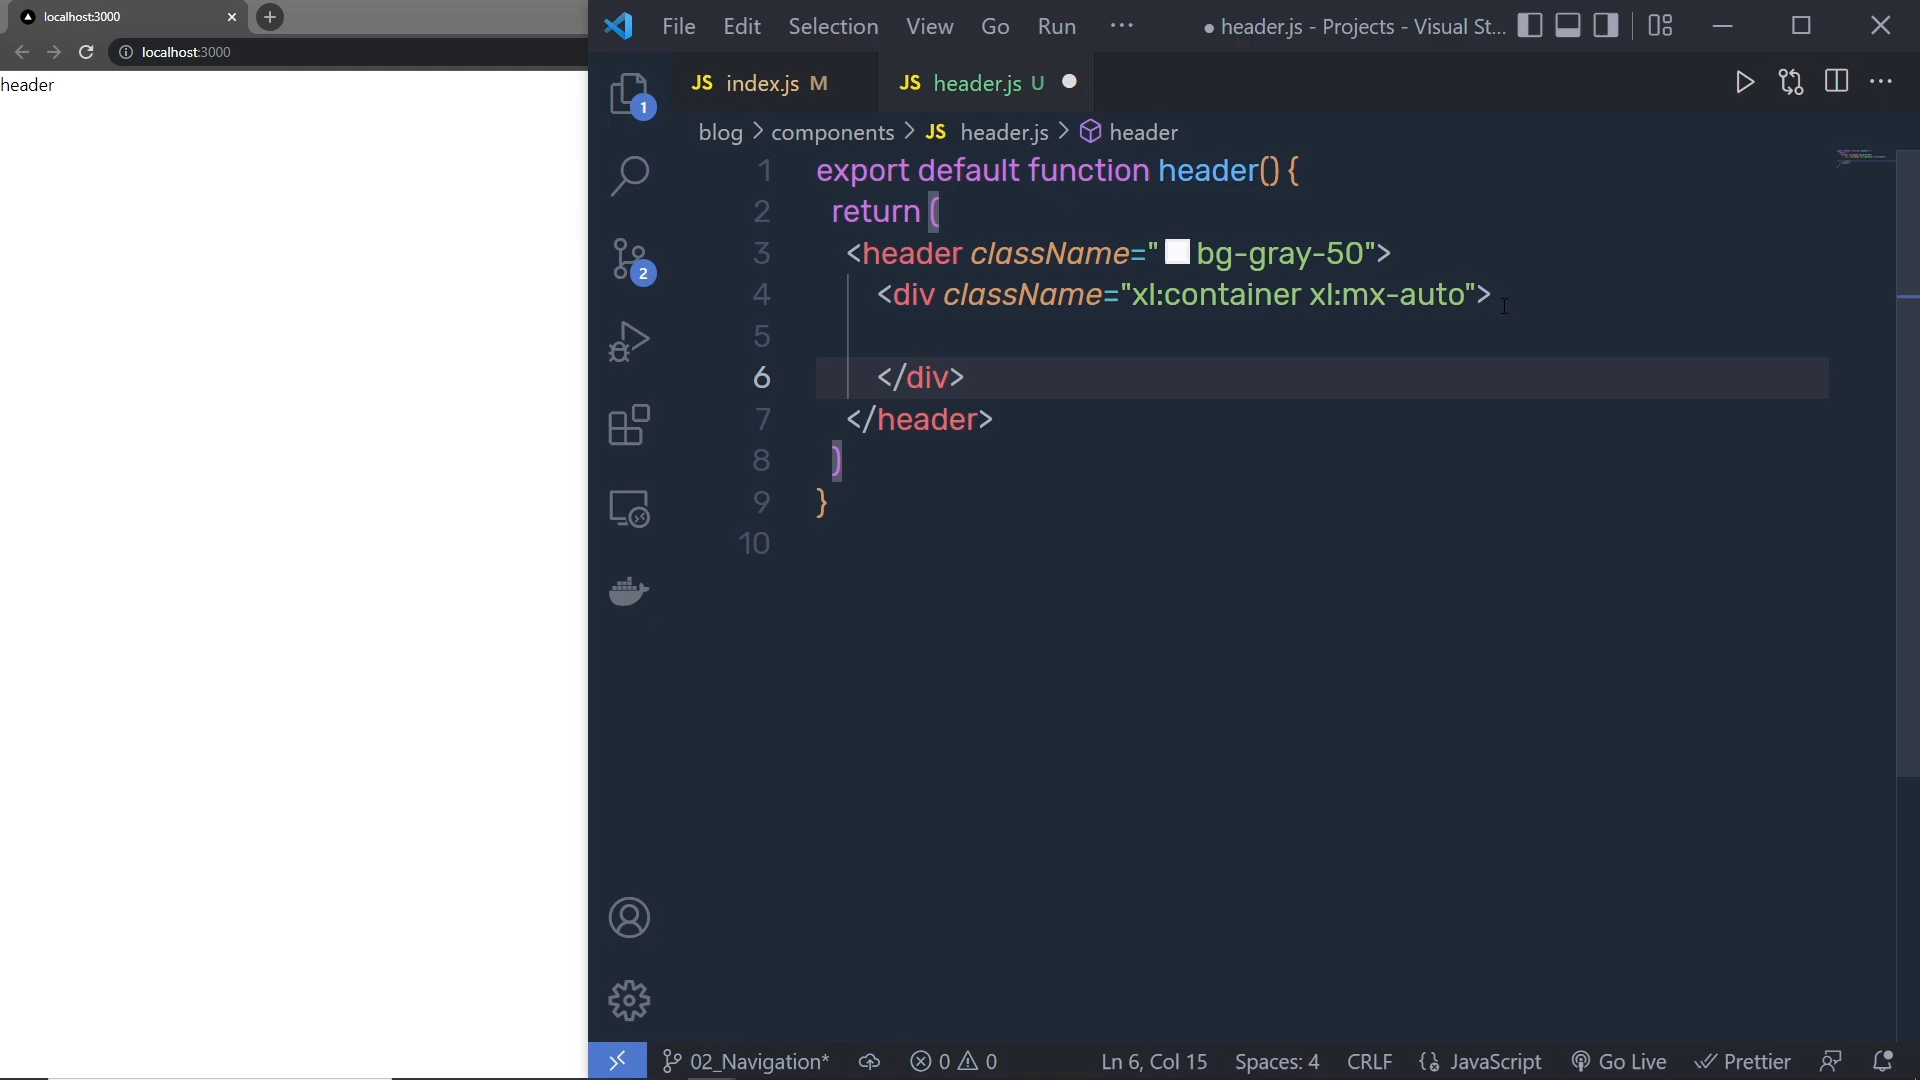 localhost:3000
localhost:3000
header
File Edit Selection View Go Run ···
● header.js - Projects - Visual St...
JS index.js M
JS header.js U
blog > components > JS header.js > header
1 export default function header() {
2 return (
3 <header className="bg-gray-50">
4 <div className="xl:container xl:mx-auto">
5
6 </div>
7 </header>
8 )
9 }
10
1
2
02_Navigation* 0 0 Ln 6, Col 15 Spaces: 4 CRLF {} JavaScript Go Live Prettier